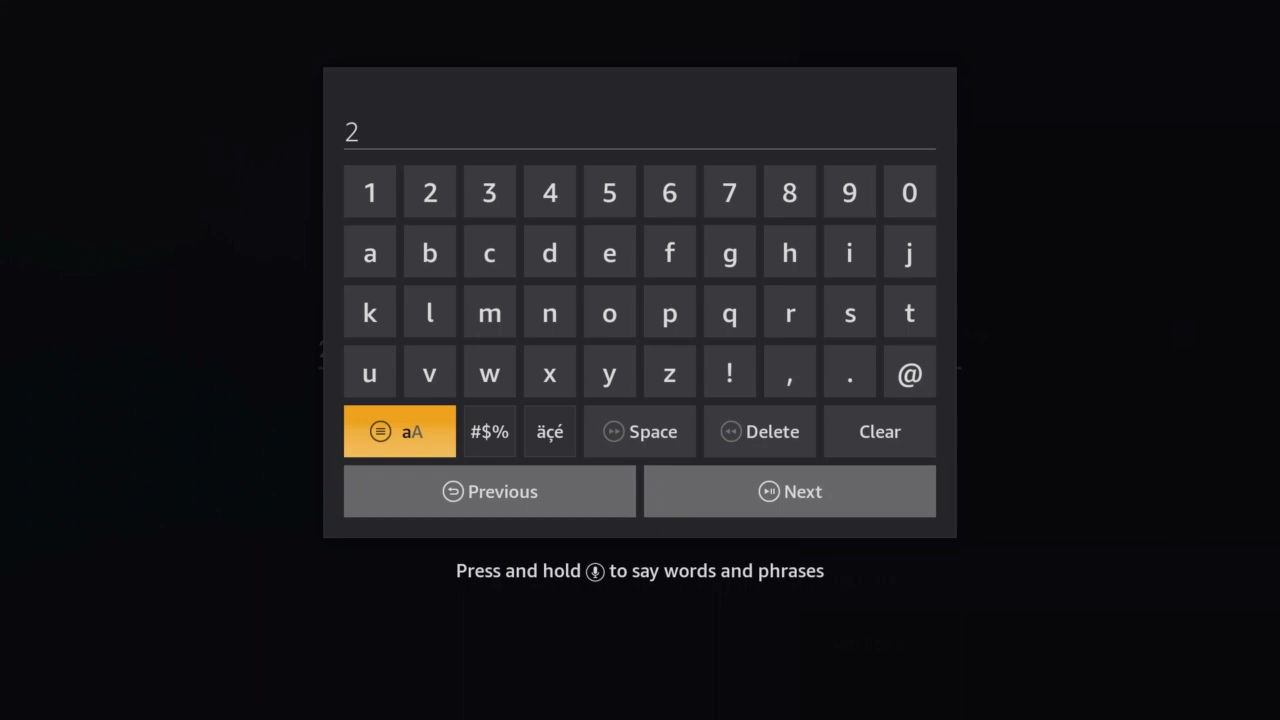 2
1 2 3 4 5 6 7 8 9 0
a b c d e f g h i j
k l m n o p q r s t
u v w x y z ! , . @
aA #$% äçé Space Delete Clear
Previous Next
Press and hold to say words and phrases